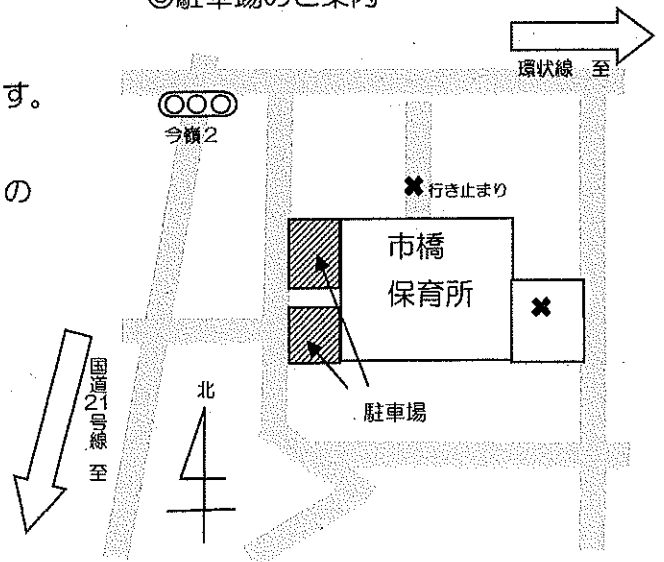 ◎駐車場のご案内
環状線 至
す。
今嶺2
の
行き止まり
市橋
保育所
国道21号線 至
北
駐車場